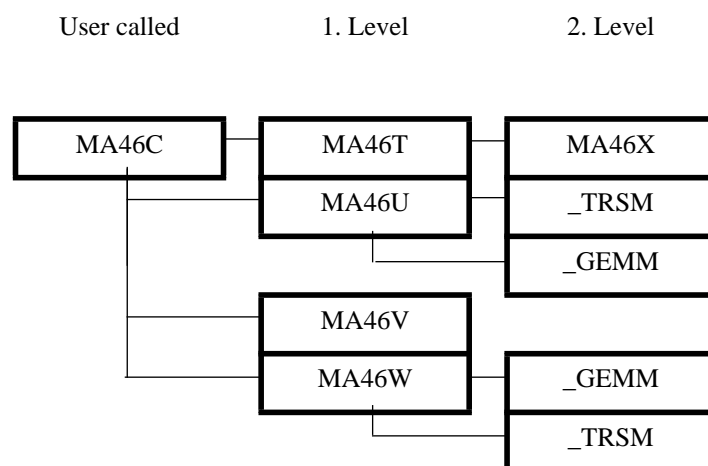 User called 1. Level 2. Level
MA46C MA46T MA46X
MA46U _TRSM
_GEMM
MA46V
MA46W _GEMM
_TRSM